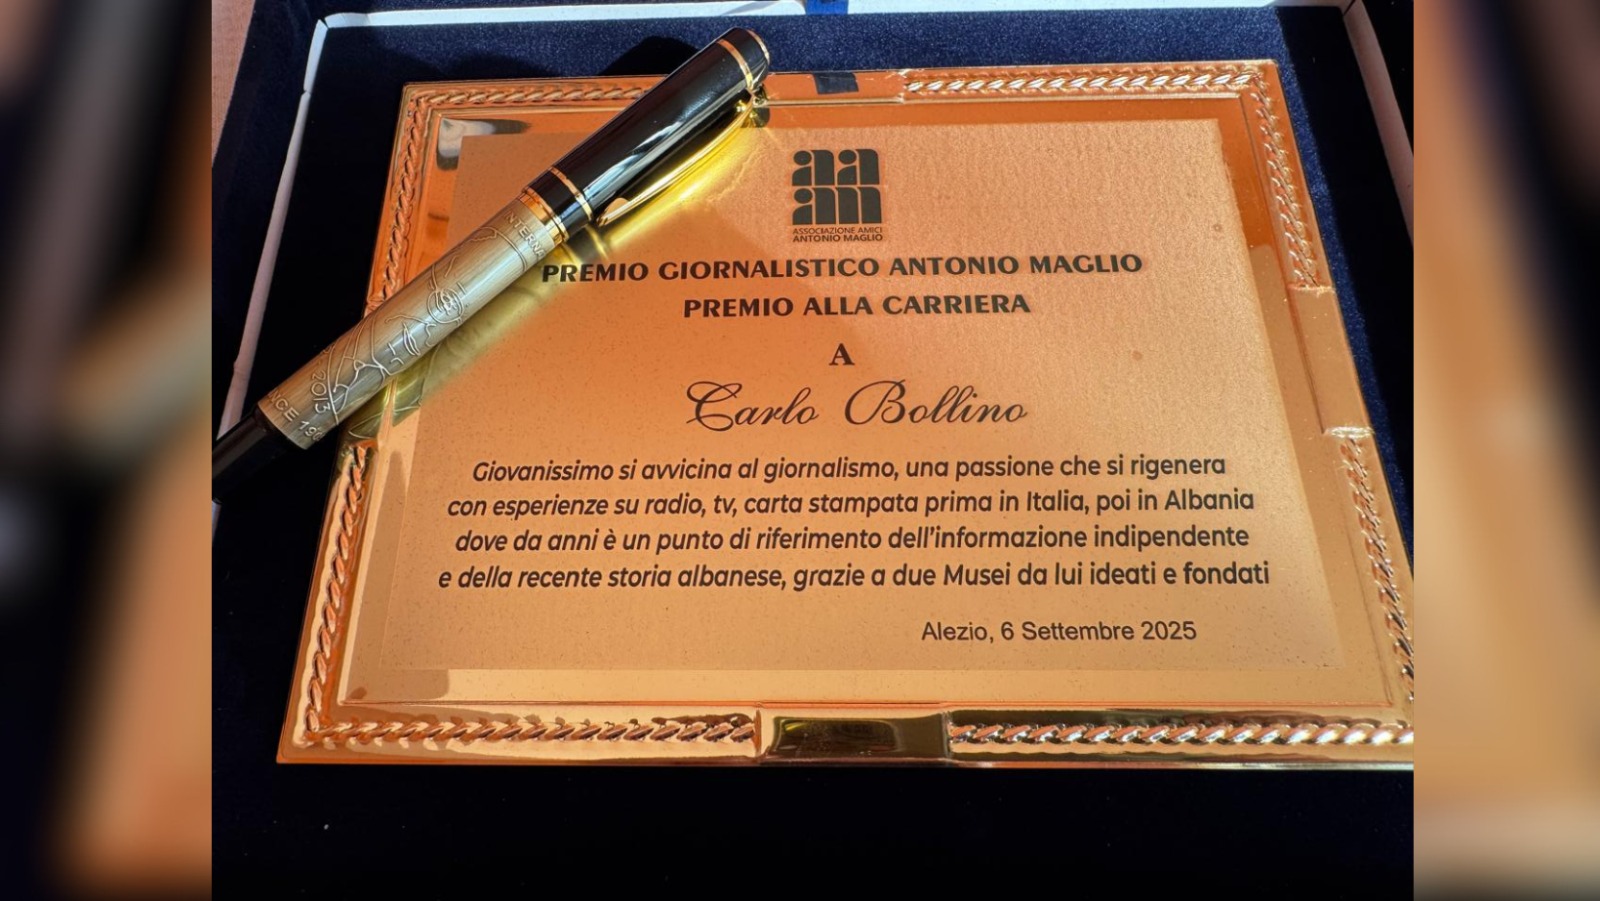 ASSOCIAZIONE AMICI
ANTONIO MAGLIO
PREMIO GIORNALISTICO ANTONIO MAGLIO
PREMIO ALLA CARRIERA
A
Carlo Bollino
Giovanissimo si avvicina al giornalismo, una passione che si rigenera
con esperienze su radio, tv, carta stampata prima in Italia, poi in Albania
dove da anni è un punto di riferimento dell'informazione indipendente
e della recente storia albanese, grazie a due Musei da lui ideati e fondati
Alezio, 6 Settembre 2025
2013